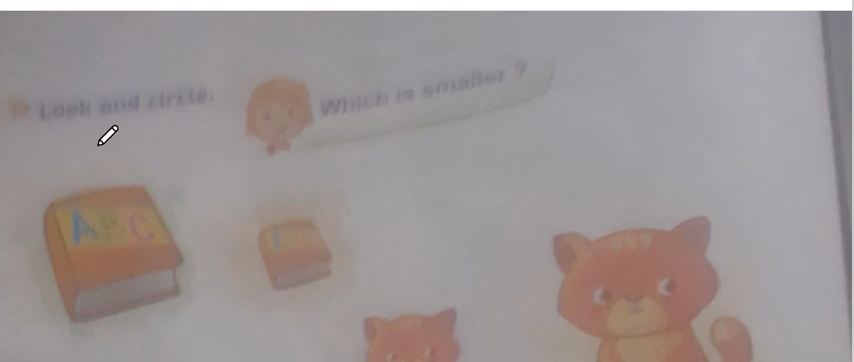 Look and circle.
Which is smaller ?
ABC